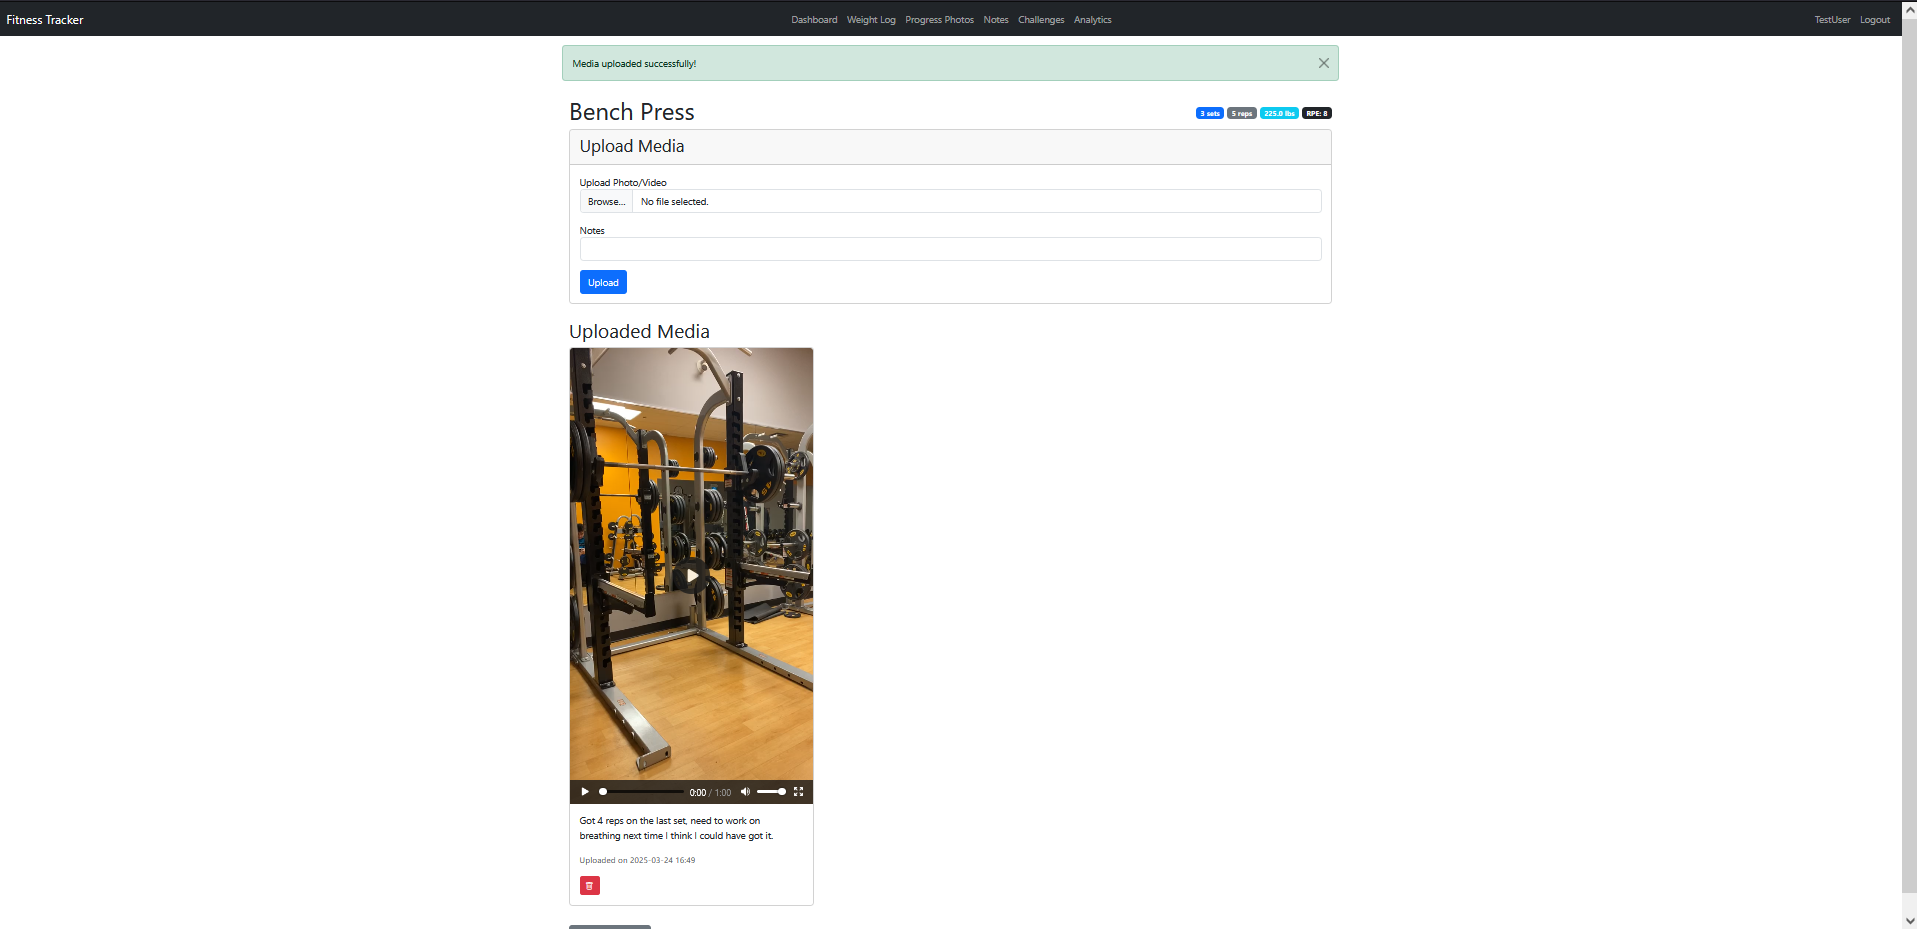 Fitness Tracker
Dashboard Weight Log Progress Photos Notes Challenges Analytics
TestUser Logout
Media uploaded successfully!
Bench Press
3 sets 5 reps 225.0 lbs RPE: 8
Upload Media
Upload Photo/Video
Browse... No file selected.
Notes
Upload
Uploaded Media
45
0:00 / 1:00
Got 4 reps on the last set, need to work on
breathing next time I think I could have got it.
Uploaded on 2025-03-24 16:49